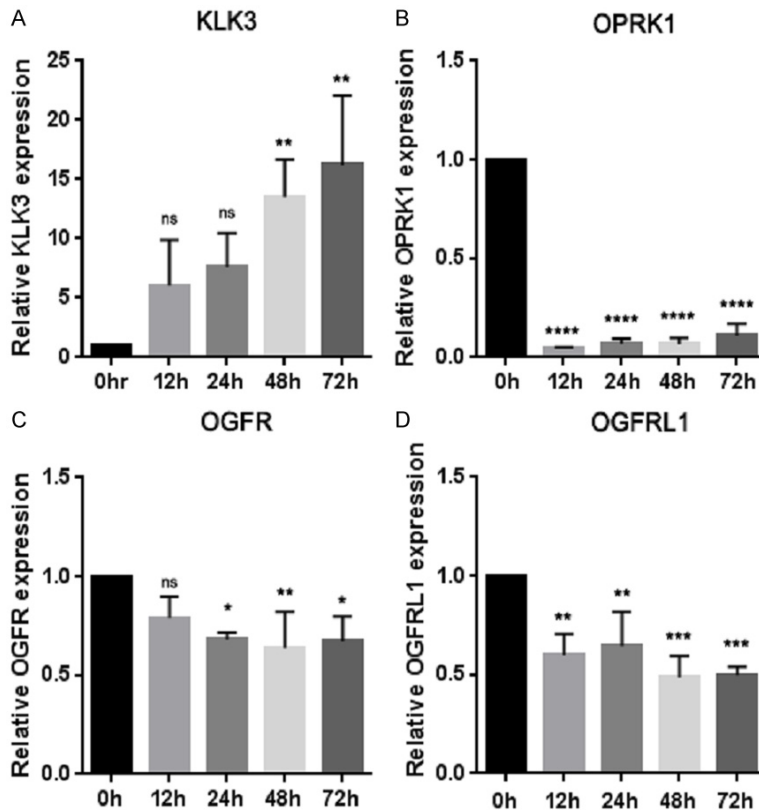 A
KLK3
Relative KLK3 expression
25
20
15
10
5
0
ns
ns
**
**
0hr 12h 24h 48h 72h
B
OPRK1
Relative OPRK1 expression
1.5
1.0
0.5
0.0
****
****
****
****
0h 12h 24h 48h 72h
C
OGFR
Relative OGFR expression
1.5
1.0
0.5
0.0
ns
*
**
*
0h 12h 24h 48h 72h
D
OGFRL1
Relative OGFRL1 expression
1.5
1.0
0.5
0.0
**
**
***
***
0h 12h 24h 48h 72h